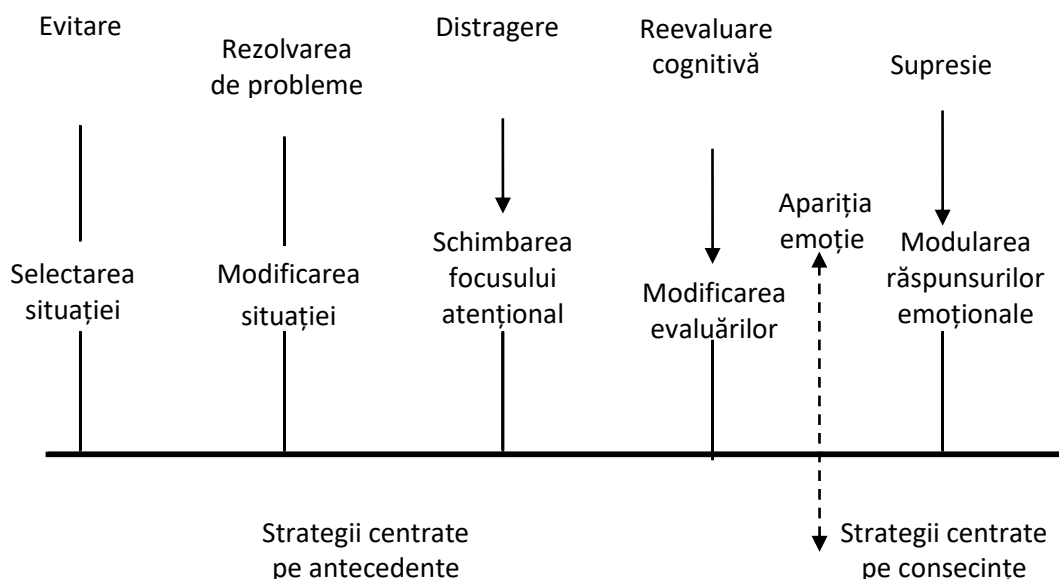 Evitare
Rezolvarea
de probleme
Distragere
Reevaluare
cognitivă
Supresie
Selectarea
situației
Modificarea
situației
Schimbarea
focusului
atențional
Modificarea
evaluărilor
Apariția
emoție
Modularea
răspunsurilor
emoționale
Strategii centrate
pe antecedente
Strategii centrate
pe consecințe